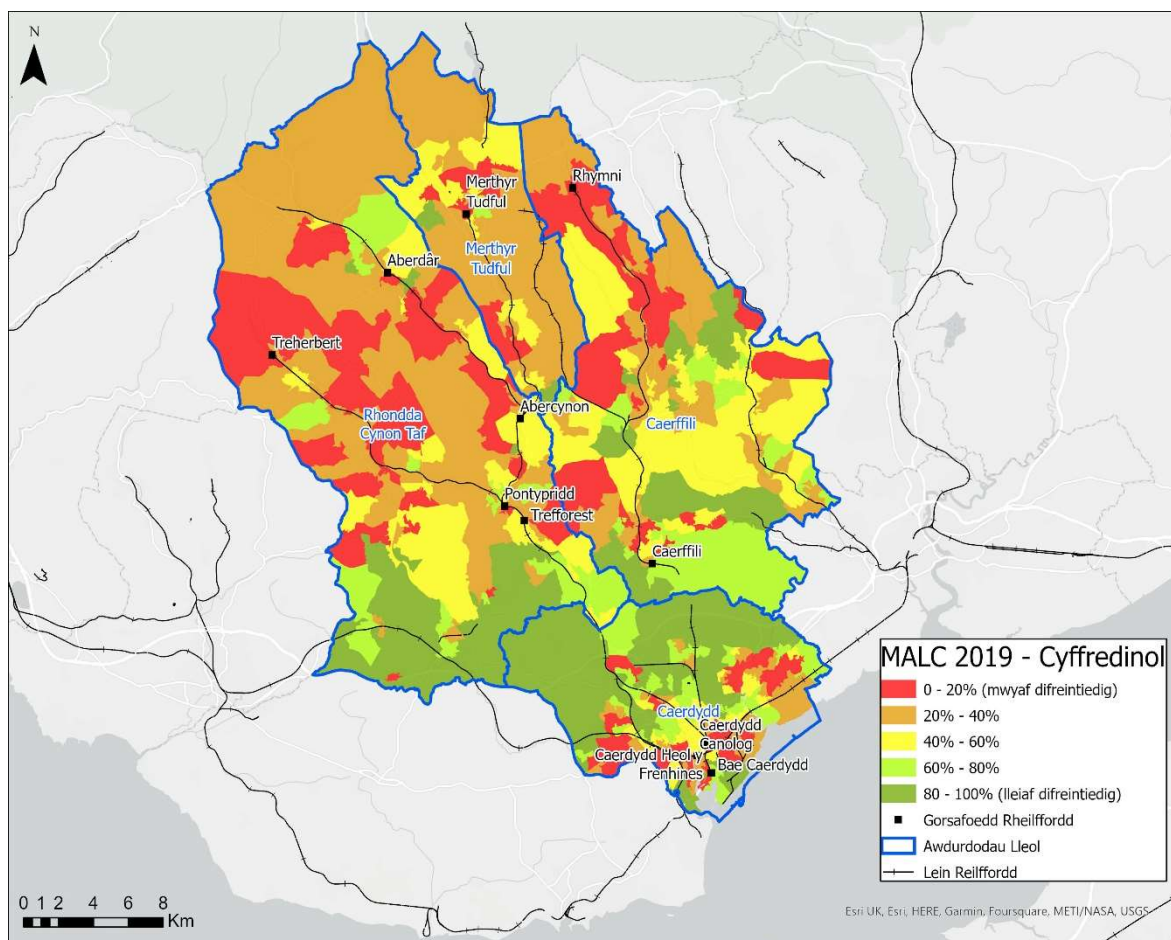 N
Rhymni
Merthyr
Tudful
Merthyr
Tudful
Aberdâr
Treherbert
Abercynon
Rhondda
Cynon Taf
Caerffili
Pontypridd
Trefforest
Caerffili
MALC 2019 - Cyffredinol
0 - 20% (mwyaf difreintiedig)
20% - 40%
40% - 60%
60% - 80%
80 - 100% (lleiaf difreintiedig)
Gorsafoedd Rheilffordd
Awdurdodau Lleol
Lein Reilffordd
Caerdydd
Caerdydd
Canolog
Caerdydd Heol y
Frenhines
Bae Caerdydd
0 1 2 4 6 8
Km
Esri UK, Esri, HERE, Garmin, Foursquare, METI/NASA, USGS